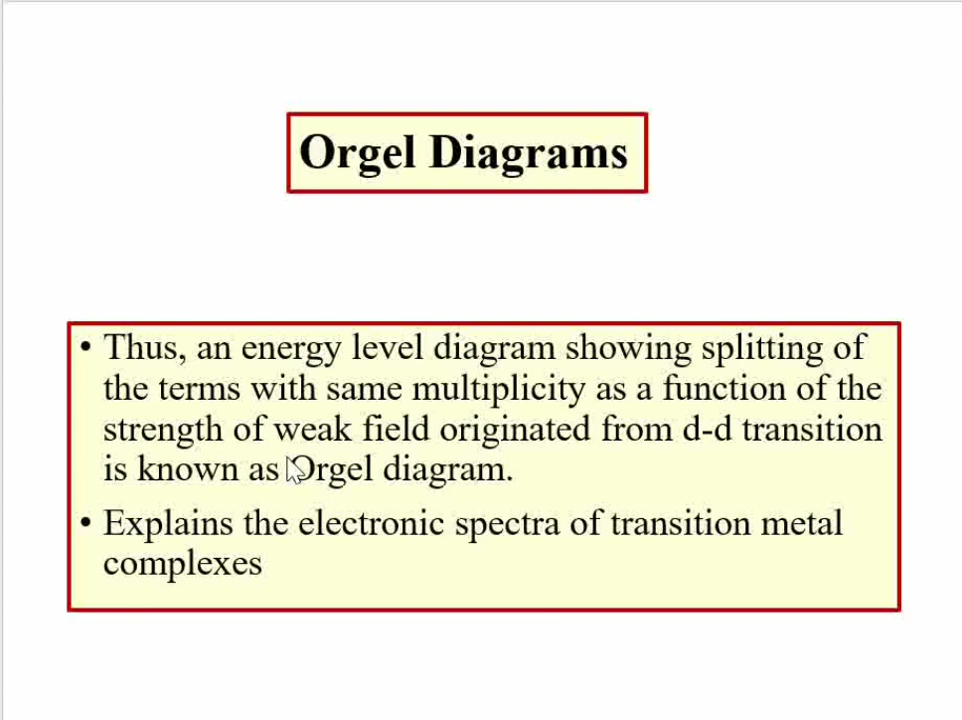 Orgel Diagrams
• Thus, an energy level diagram showing splitting of
the terms with same multiplicity as a function of the
strength of weak field originated from d-d transition
is known as Orgel diagram.
• Explains the electronic spectra of transition metal
complexes